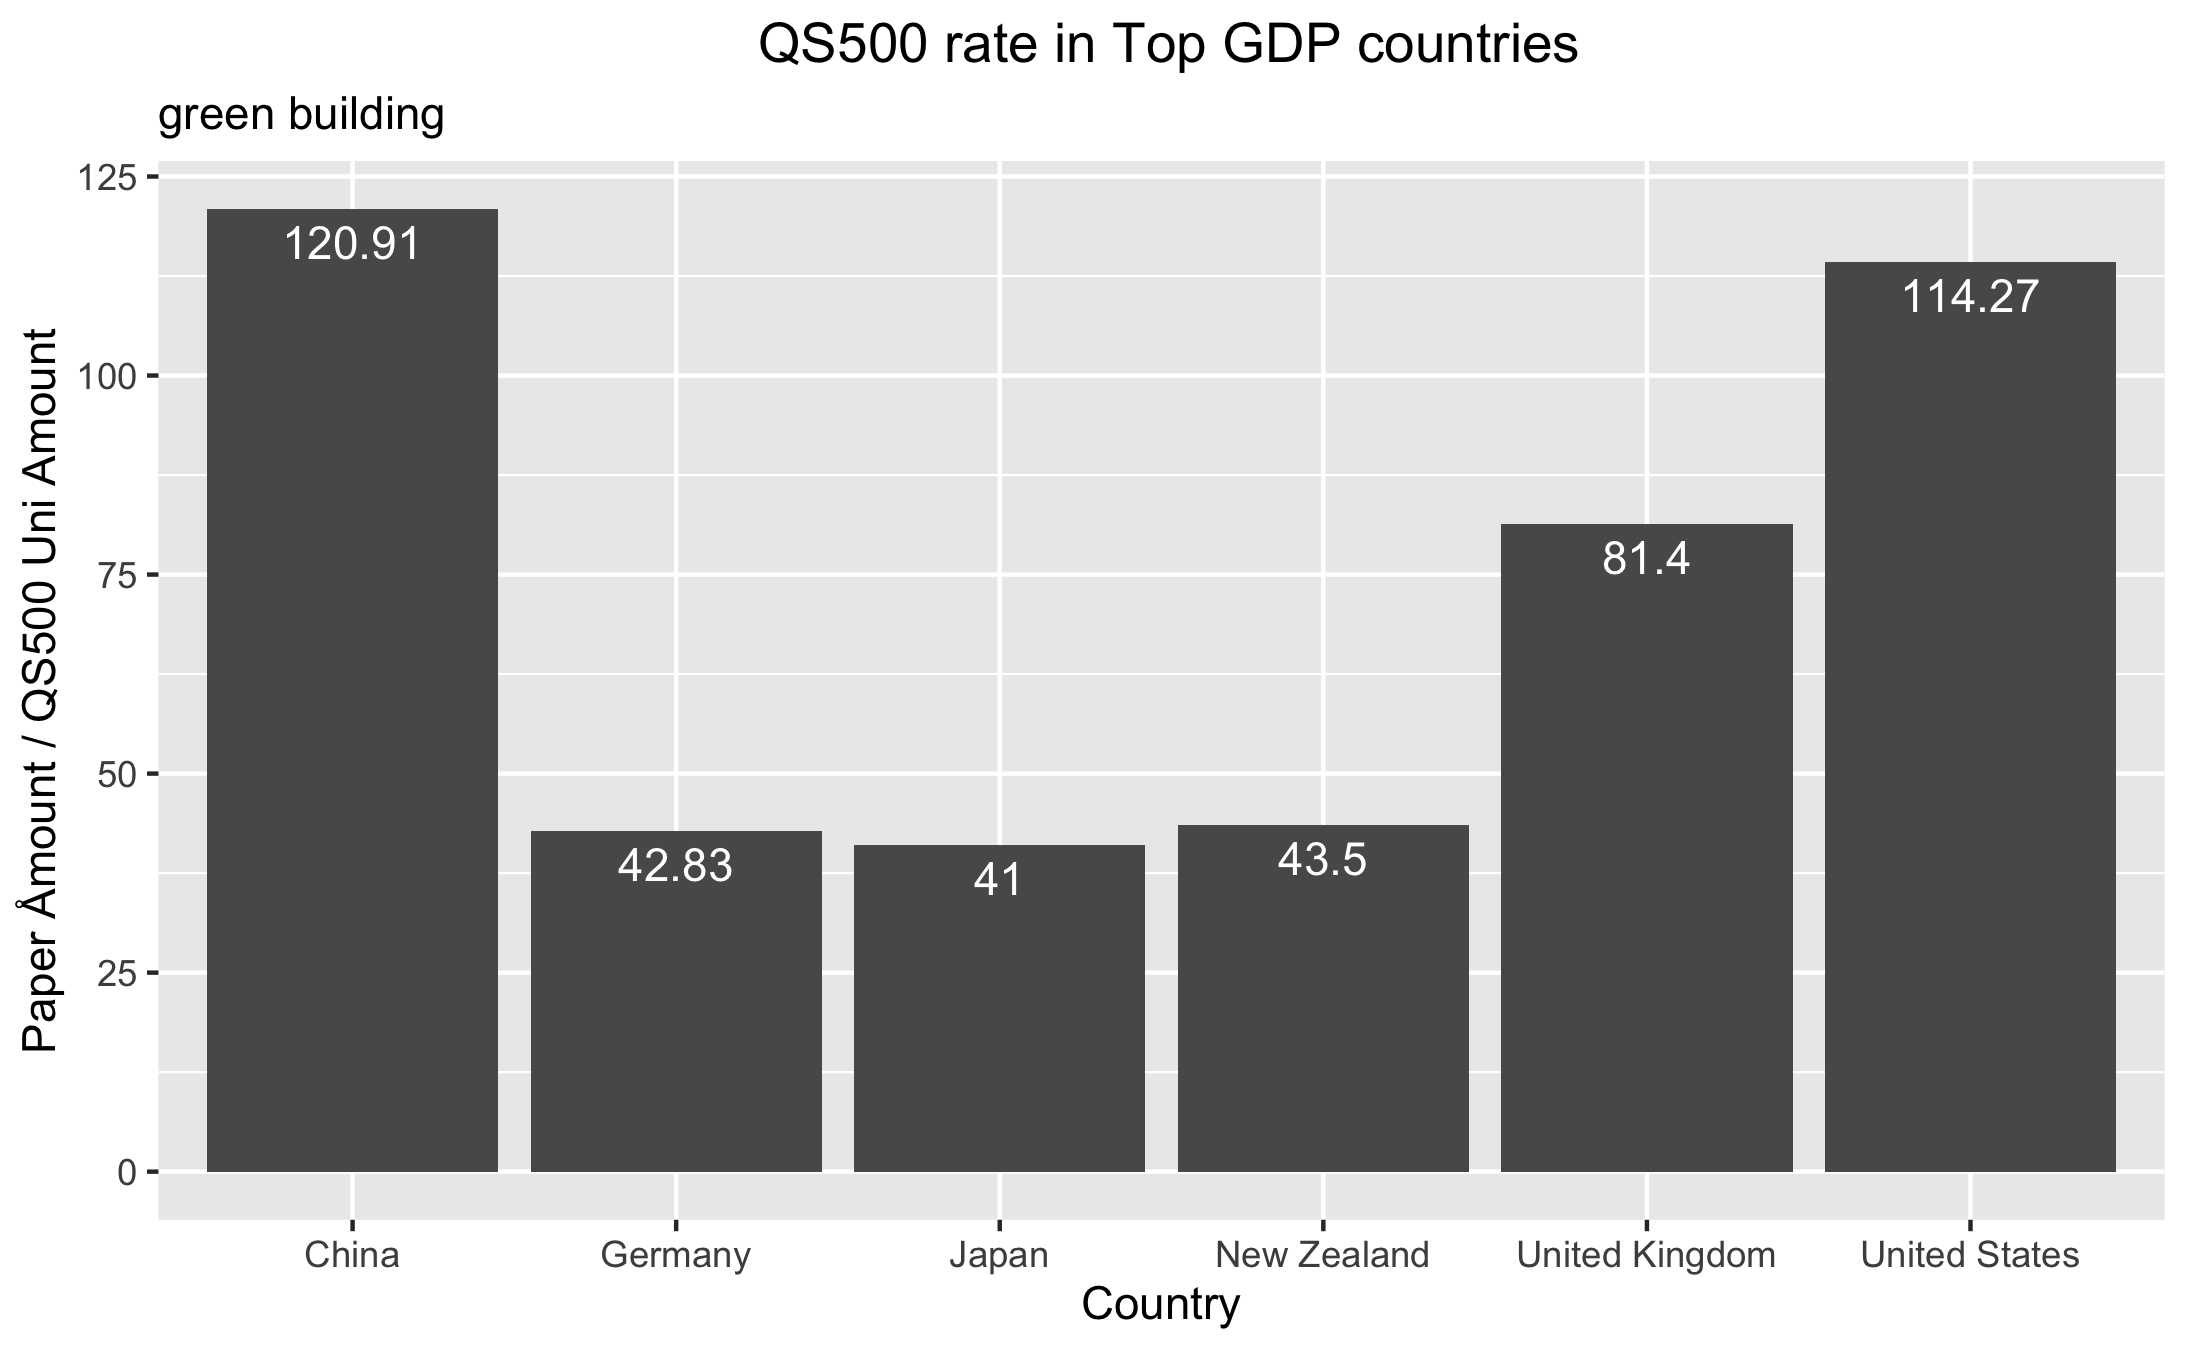 QS500 rate in Top GDP countries
green building
Paper Åmount / QS500 Uni Amount
125
100
75
50
25
0
120.91
42.83
41
43.5
81.4
114.27
China
Germany
Japan
New Zealand
United Kingdom
United States
Country